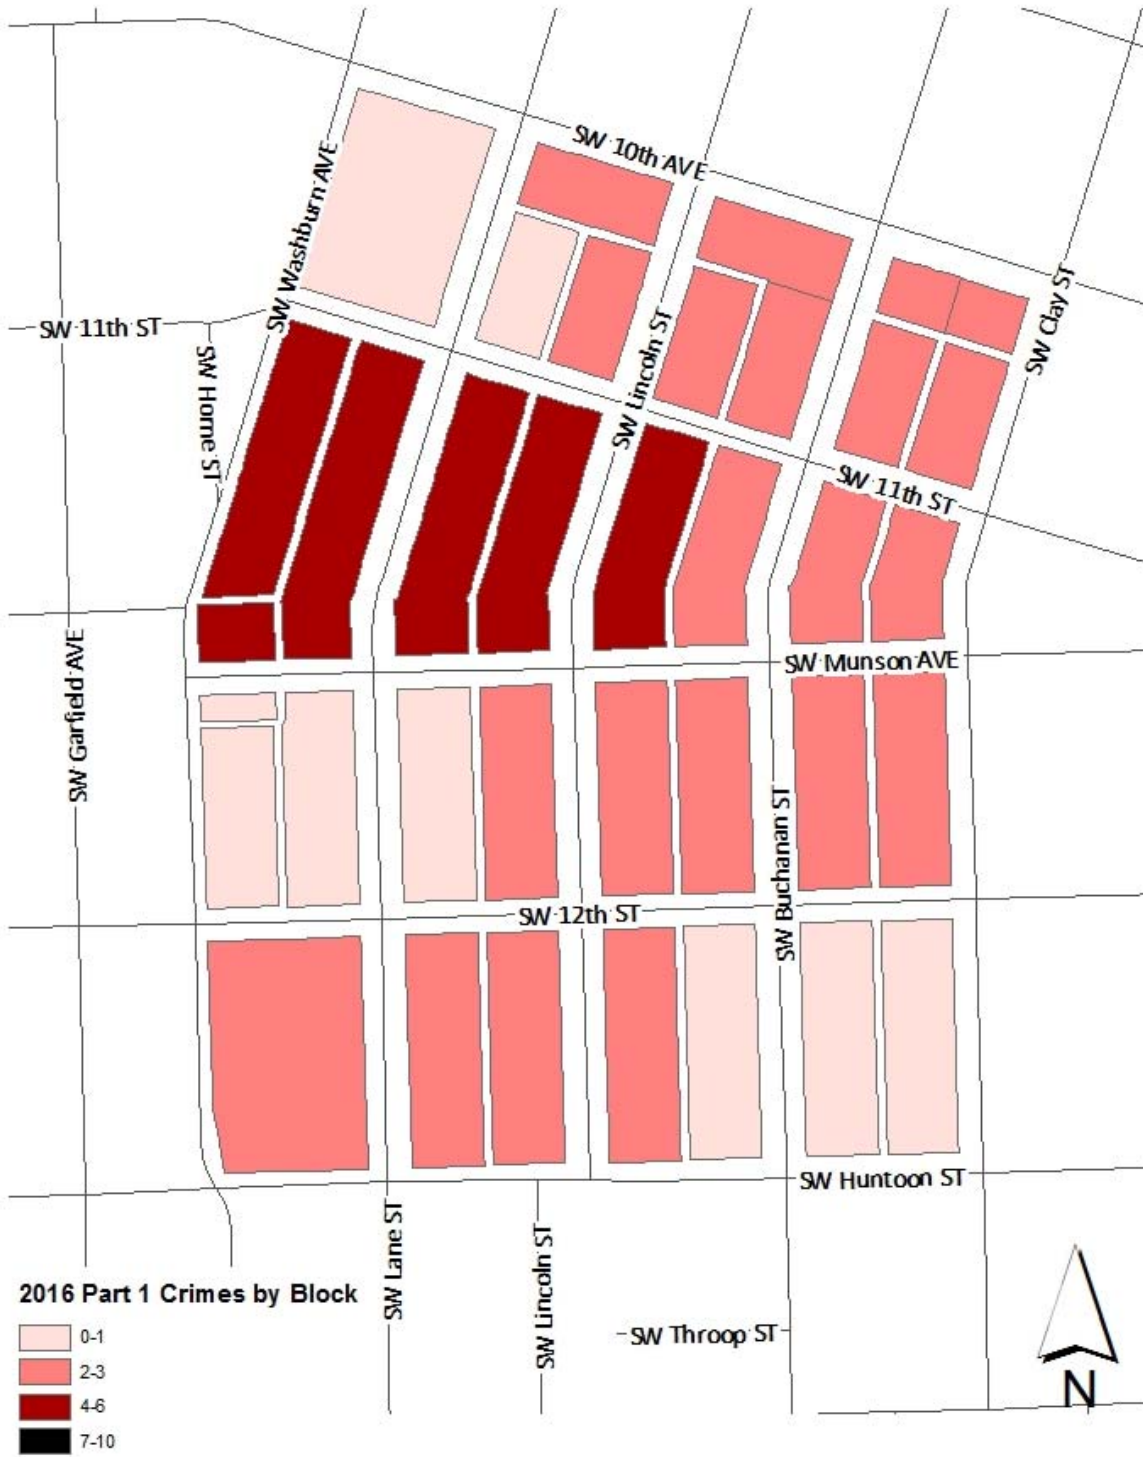 SW 10th AVE
SW Washburn AVE
SW Clay ST
SW 11th ST
SW Horne ST
SW Lincoln ST
SW 11th ST
SW Garfield AVE
SW Munson AVE
SW Buchanan ST
SW 12th ST
SW Huntoon ST
SW Lane ST
SW Lincoln ST
SW Throop ST
2016 Part 1 Crimes by Block
0-1
2-3
4-6
7-10
N